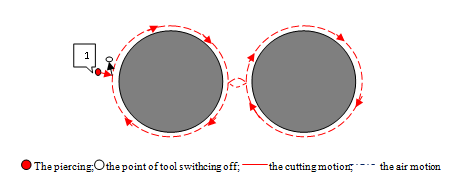 1
The piercing; the point of tool swithcing off; the cutting motion; the air motion